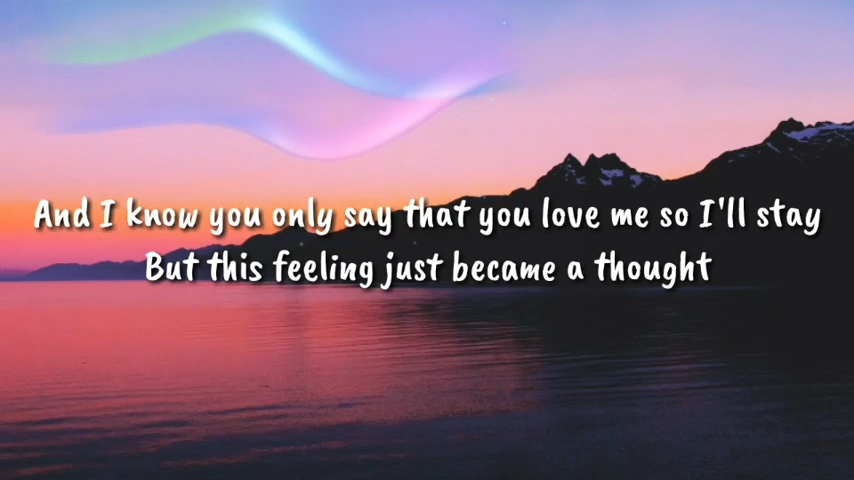 And I know you only say that you love me so I'll stay
But this feeling just became a thought